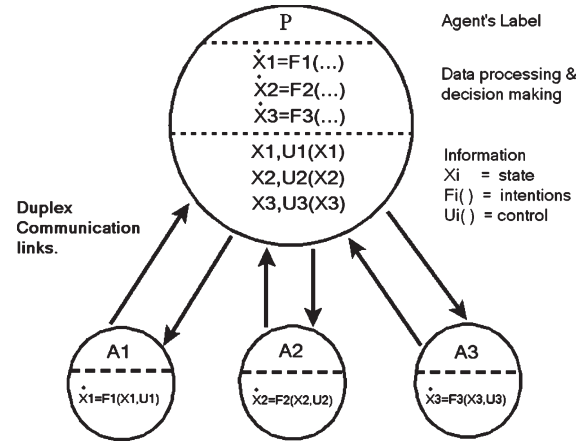 P
Ẋ1=F1(...)
Ẋ2=F2(...)
Ẋ3=F3(...)
X1,U1(X1)
X2,U2(X2)
X3,U3(X3)
Agent's Label
Data processing &
decision making
Information
Xi = state
Fi() = intentions
Ui() = control
Duplex
Communication
links.
A1
Ẋ1=F1(X1,U1)
A2
Ẋ2=F2(X2,U2)
A3
Ẋ3=F3(X3,U3)